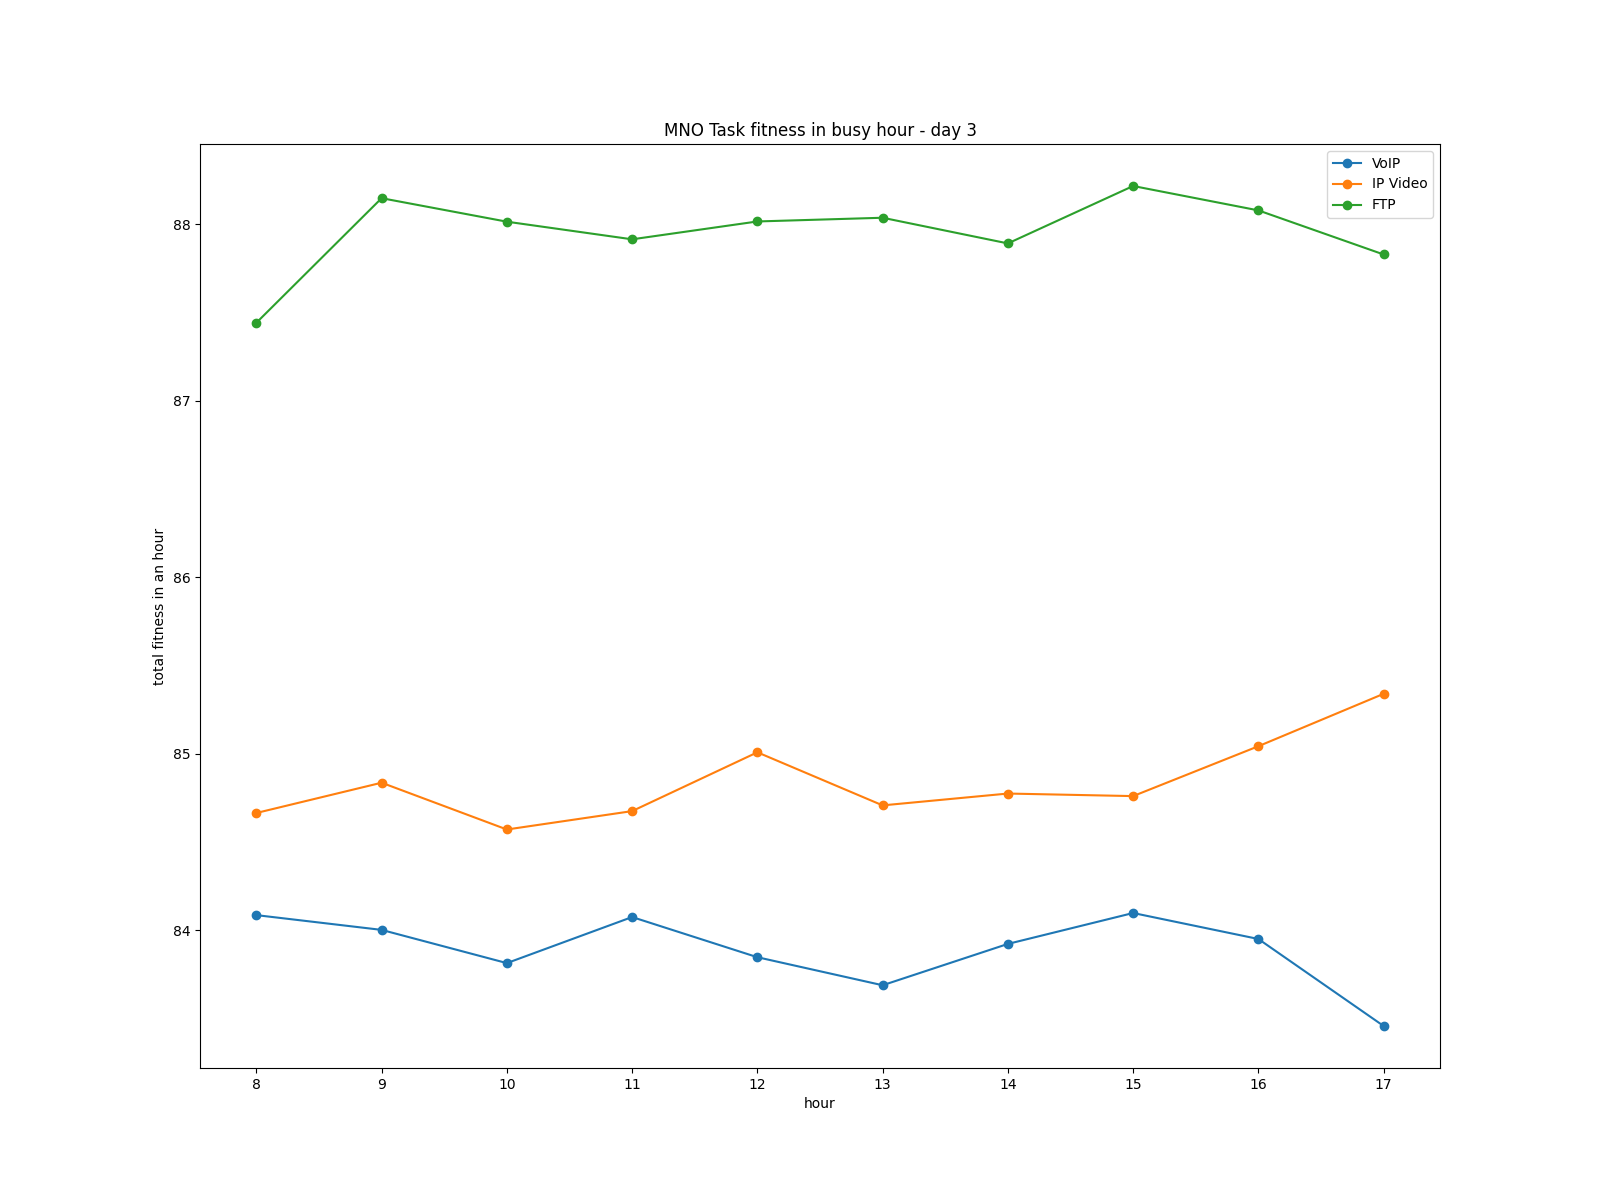 MNO Task fitness in busy hour - day 3
VoIP
IP Video
FTP
88
87
86
85
84
total fitness in an hour
8 9 10 11 12 13 14 15 16 17
hour